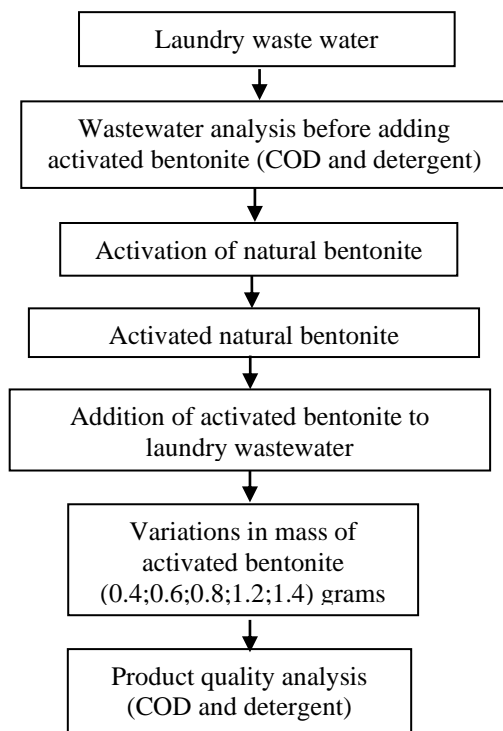 Laundry waste water
Wastewater analysis before adding
activated bentonite (COD and detergent)
Activation of natural bentonite
Activated natural bentonite
Addition of activated bentonite to
laundry wastewater
Variations in mass of
activated bentonite
(0.4;0.6;0.8;1.2;1.4) grams
Product quality analysis
(COD and detergent)